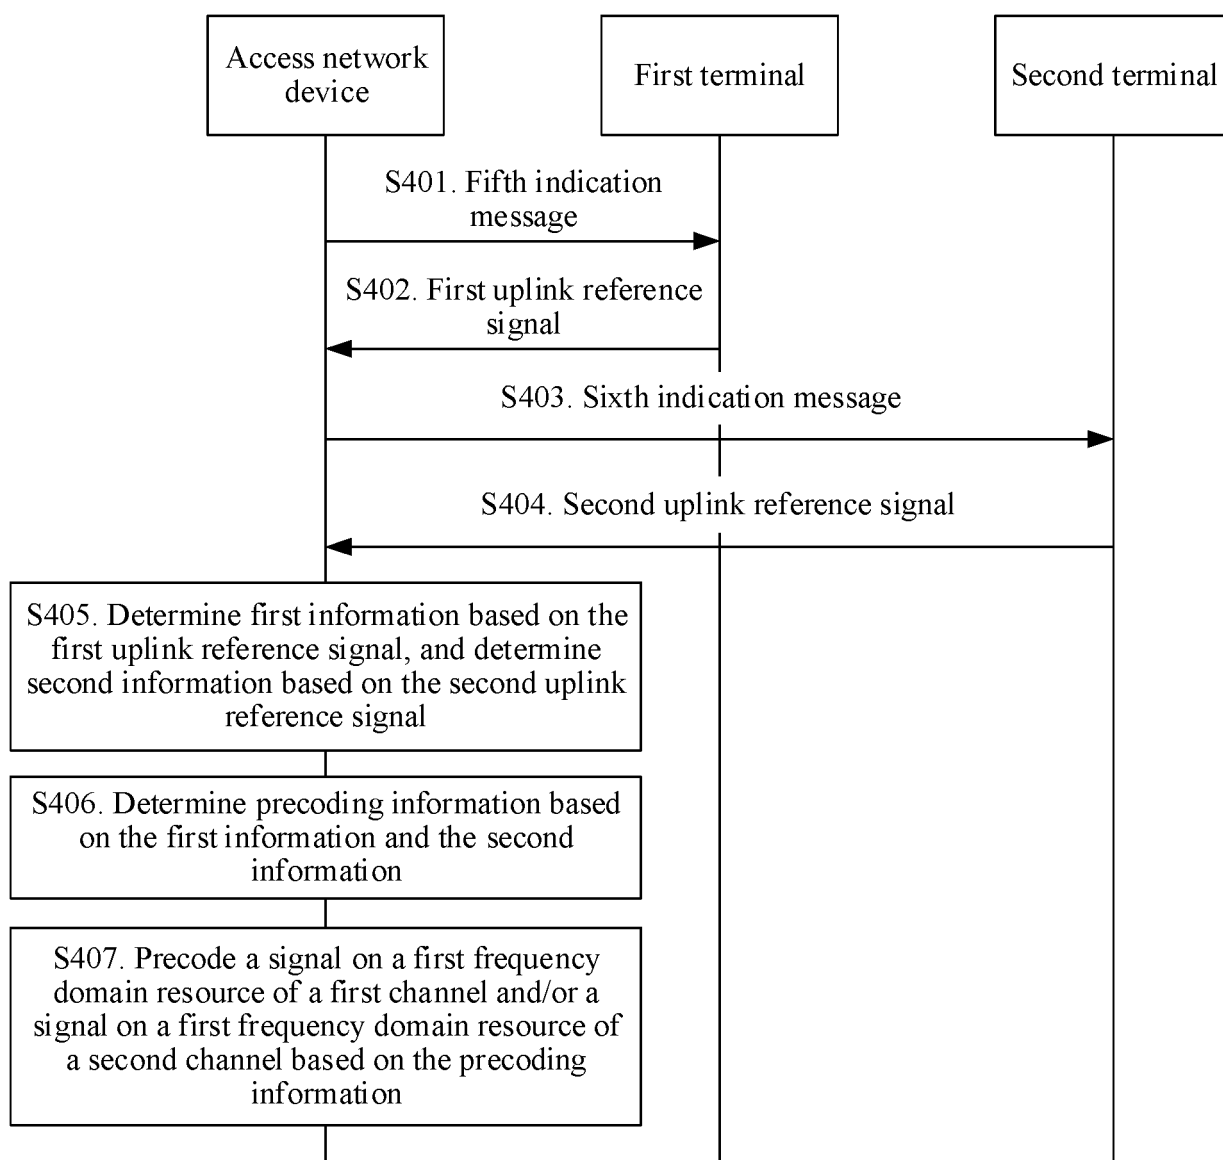 Access network
device
First terminal
Second terminal
S401. Fifth indication
message
S402. First uplink reference
signal
S403. Sixth indication message
S404. Second uplink reference signal
S405. Determine first information based on the
first uplink reference signal, and determine
second information based on the second uplink
reference signal
S406. Determine precoding information based
on the first information and the second
information
S407. Precode a signal on a first frequency
domain resource of a first channel and/or a
signal on a first frequency domain resource of
a second channel based on the precoding
information